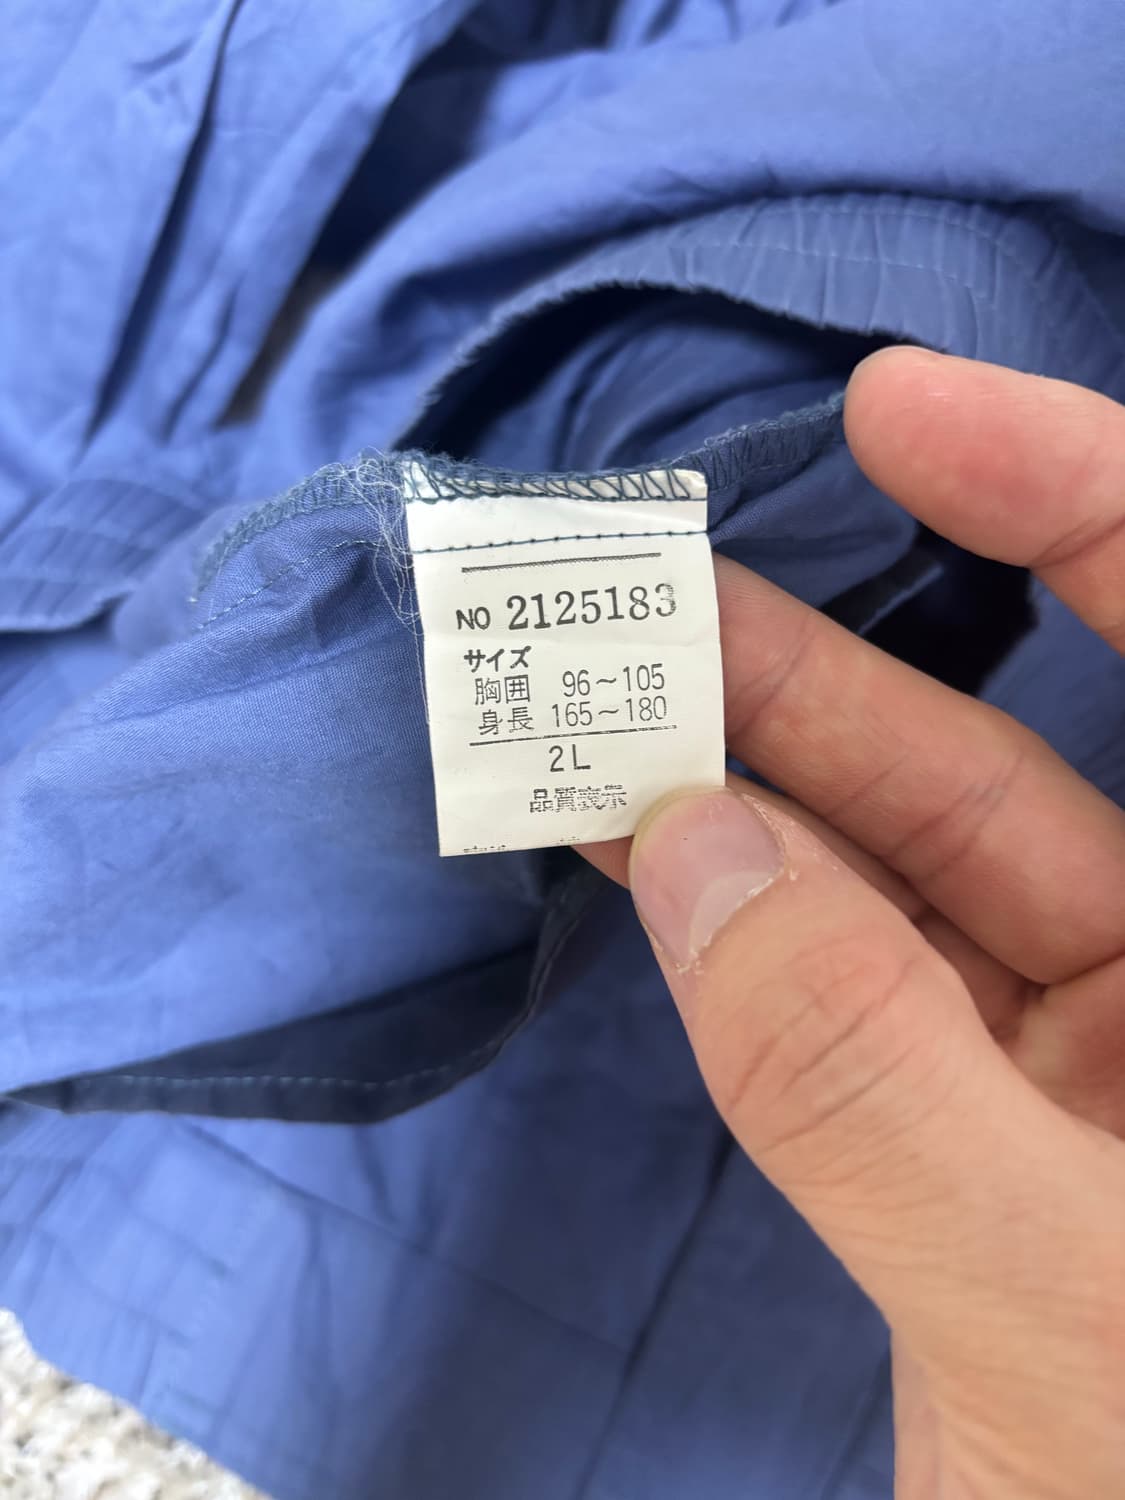 NO 2125183
サイズ
胸囲 96～105
身長 165～180
2L
品質表示